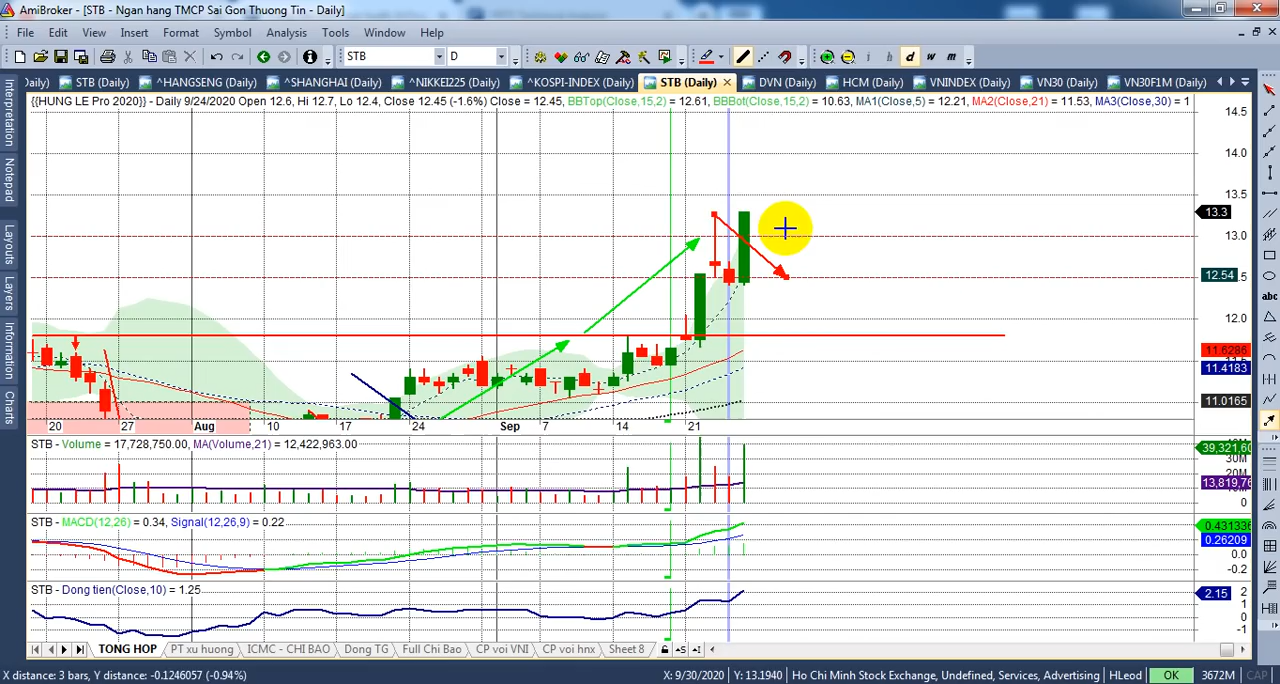 AmiBroker - [STB - Ngan hang TMCP Sai Gon Thuong Tin - Daily]
File Edit View Insert Format Symbol Analysis Tools Window Help
STB D h d w m
Daily) STB (Daily) ^HANGSENG (Daily) ^SHANGHAI (Daily) ^NIKKEI225 (Daily) ^KOSPI-INDEX (Daily) STB (Daily) DVN (Daily) HCM (Daily) VNINDEX (Daily) VN30 (Daily) VN30F1M (Daily)
Interpretation
Notepad
Layouts
Layers
Information
Charts
abc
{{HUNG LE Pro 2020}} - Daily 9/24/2020 Open 12.6, Hi 12.7, Lo 12.4, Close 12.45 (-1.6%) Close = 12.45, BBTop(Close,15,2) = 12.61, BBBot(Close,15,2) = 10.63, MA1(Close,5) = 12.21, MA2(Close,21) = 11.53, MA3(Close,30) = 1
14.5
14.0
13.5
13.3
13.0
12.54
12.0
11.6286
11.4183
11.0165
20 27 Aug 10 17 24 Sep 7 14 21
STB - Volume = 17,728,750.00, MA(Volume,21) = 12,422,963.00
39,321,60
30M
13,819,76
0
STB - MACD(12,26) = 0.34, Signal(12,26,9) = 0.22
0.431336
0.26209
0.0
-0.2
STB - Dong tien(Close,10) = 1.25
2
2.15
1
0
-1
TONG HOP PT xu huong ICMC - CHI BAO Dong TG Full Chi Bao CP voi VNI CP voi hnx Sheet 8
X distance: 3 bars, Y distance: -0.1246057 (-0.94%) X: 9/30/2020 Y: 13.1940 Ho Chi Minh Stock Exchange, Undefined, Services, Advertising HLeod OK 3672M CAP